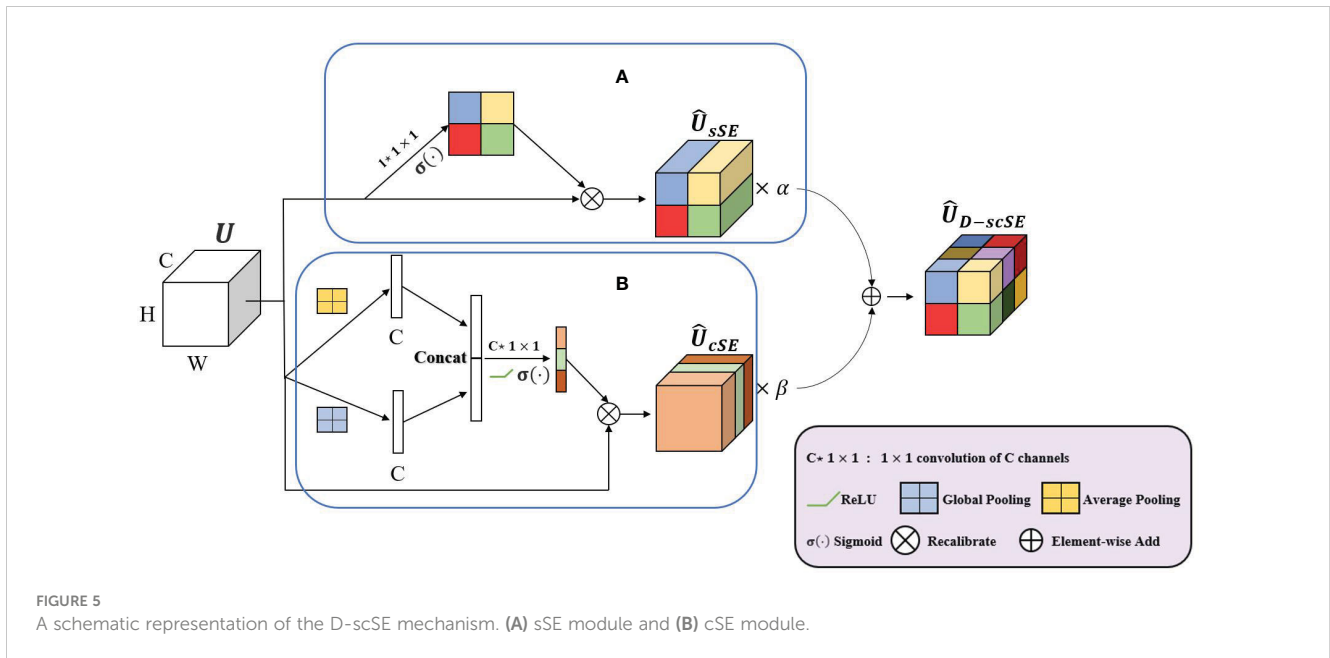 A
1* 1 × 1
σ(·)
Û_sSE
× α
U
C
H
W
Û_D−scSE
B
C
Concat
C* 1 × 1
σ(·)
C
Û_cSE
× β
C* 1 × 1 : 1 × 1 convolution of C channels
ReLU Global Pooling Average Pooling
σ(·) Sigmoid Recalibrate Element-wise Add
FIGURE 5
A schematic representation of the D-scSE mechanism. (A) sSE module and (B) cSE module.